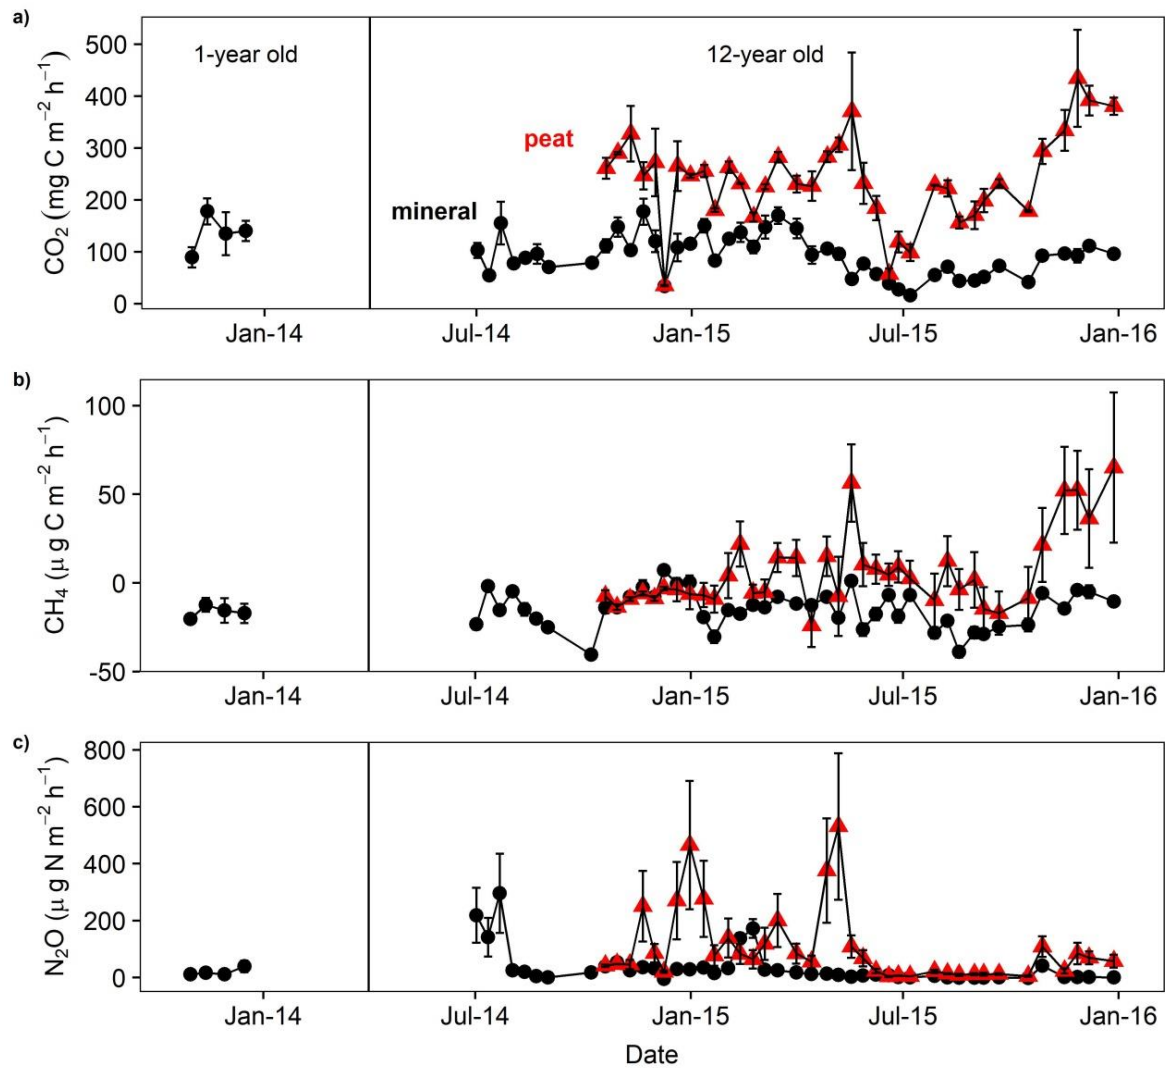 a)
1-year old
12-year old
peat
mineral
CO₂ (mg C m⁻² h⁻¹)
500
400
300
200
100
0
Jan-14
Jul-14
Jan-15
Jul-15
Jan-16
b)
CH₄ (μ g C m⁻² h⁻¹)
100
50
0
-50
Jan-14
Jul-14
Jan-15
Jul-15
Jan-16
c)
N₂O (μ g N m⁻² h⁻¹)
800
600
400
200
0
Jan-14
Jul-14
Jan-15
Jul-15
Jan-16
Date